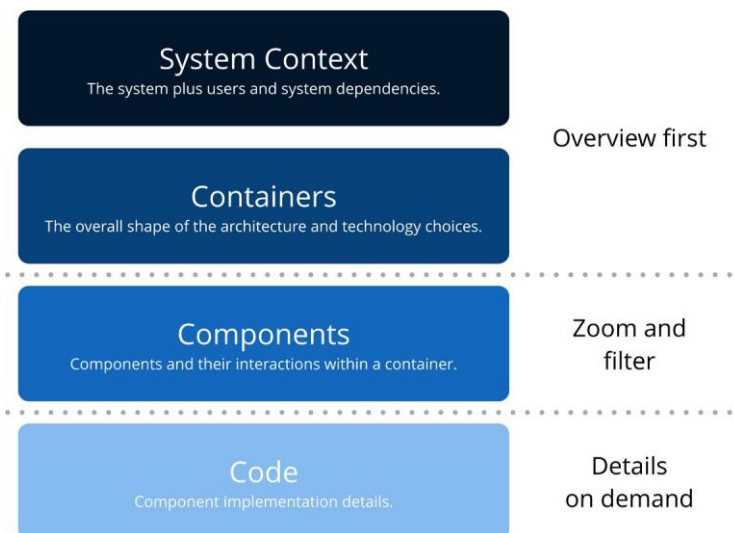 System Context
The system plus users and system dependencies.
Overview first
Containers
The overall shape of the architecture and technology choices.
Components
Components and their interactions within a container.
Zoom and
filter
Code
Component implementation details.
Details
on demand